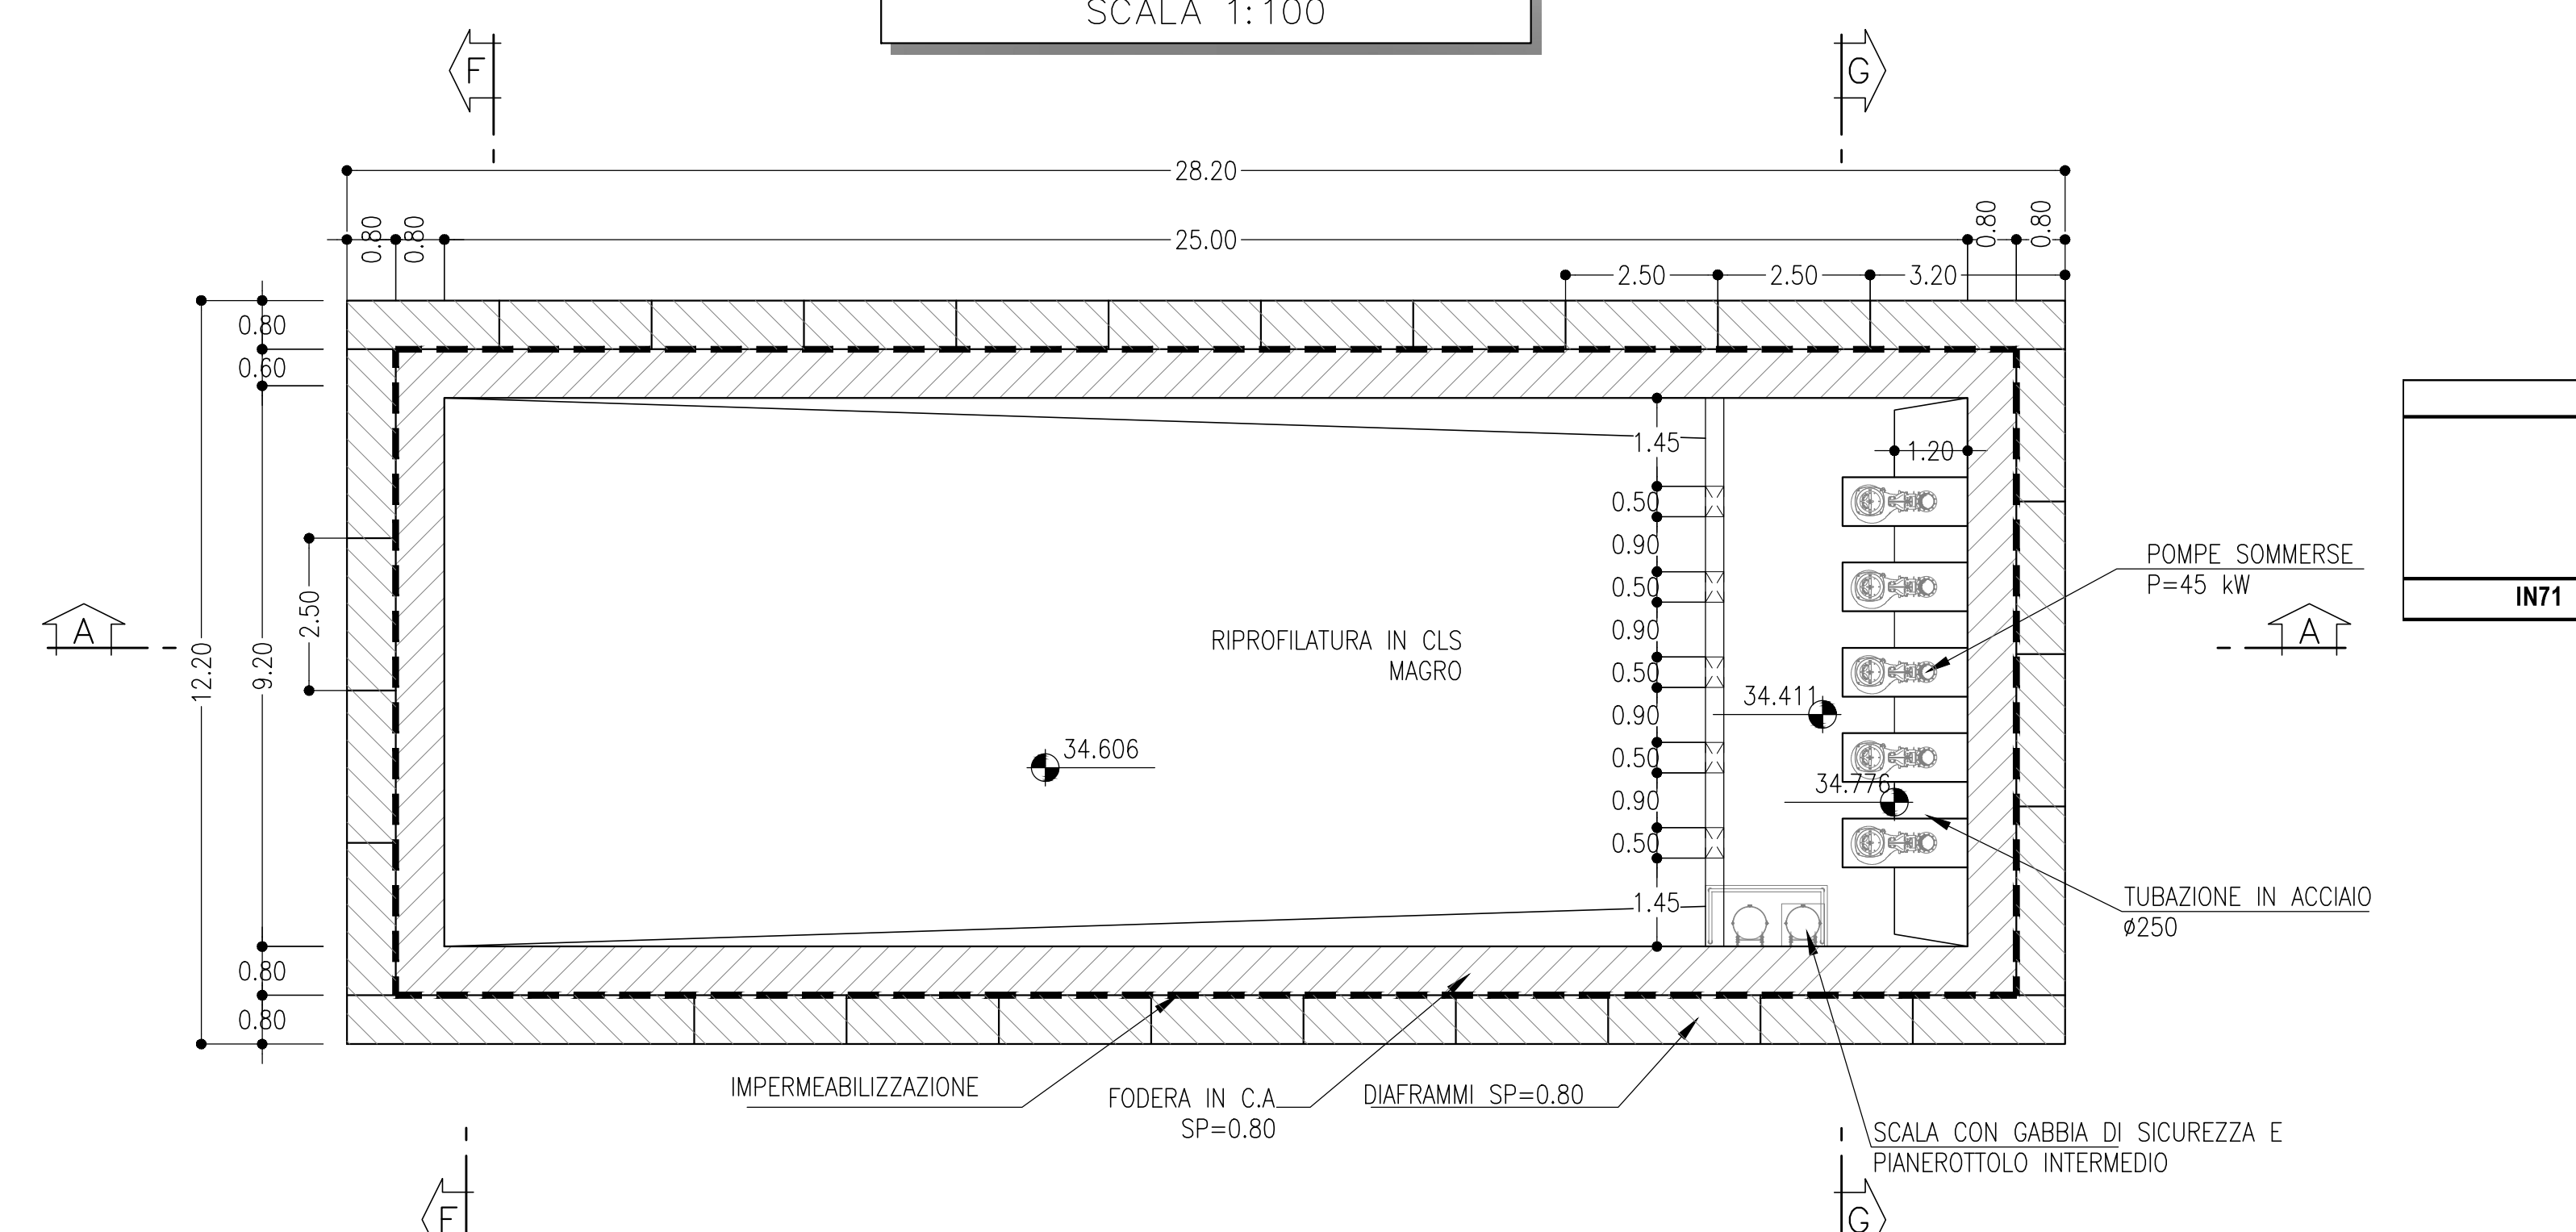 SCALA 1:100
F
G
28.20
0.80
0.80
25.00
0.80
0.80
2.50
2.50
3.20
0.80
0.60
1.45
1.20
0.50
0.90
POMPE SOMMERSE
P=45 kW
0.50
IN71
2.50
A
RIPROFILATURA IN CLS
MAGRO
0.90
A
12.20
9.20
0.50
34.411
0.90
34.606
0.50
34.776
0.90
0.50
TUBAZIONE IN ACCIAIO
ø250
1.45
0.80
0.80
IMPERMEABILIZZAZIONE
FODERA IN C.A
SP=0.80
DIAFRAMMI SP=0.80
SCALA CON GABBIA DI SICUREZZA E
PIANEROTTOLO INTERMEDIO
F
G